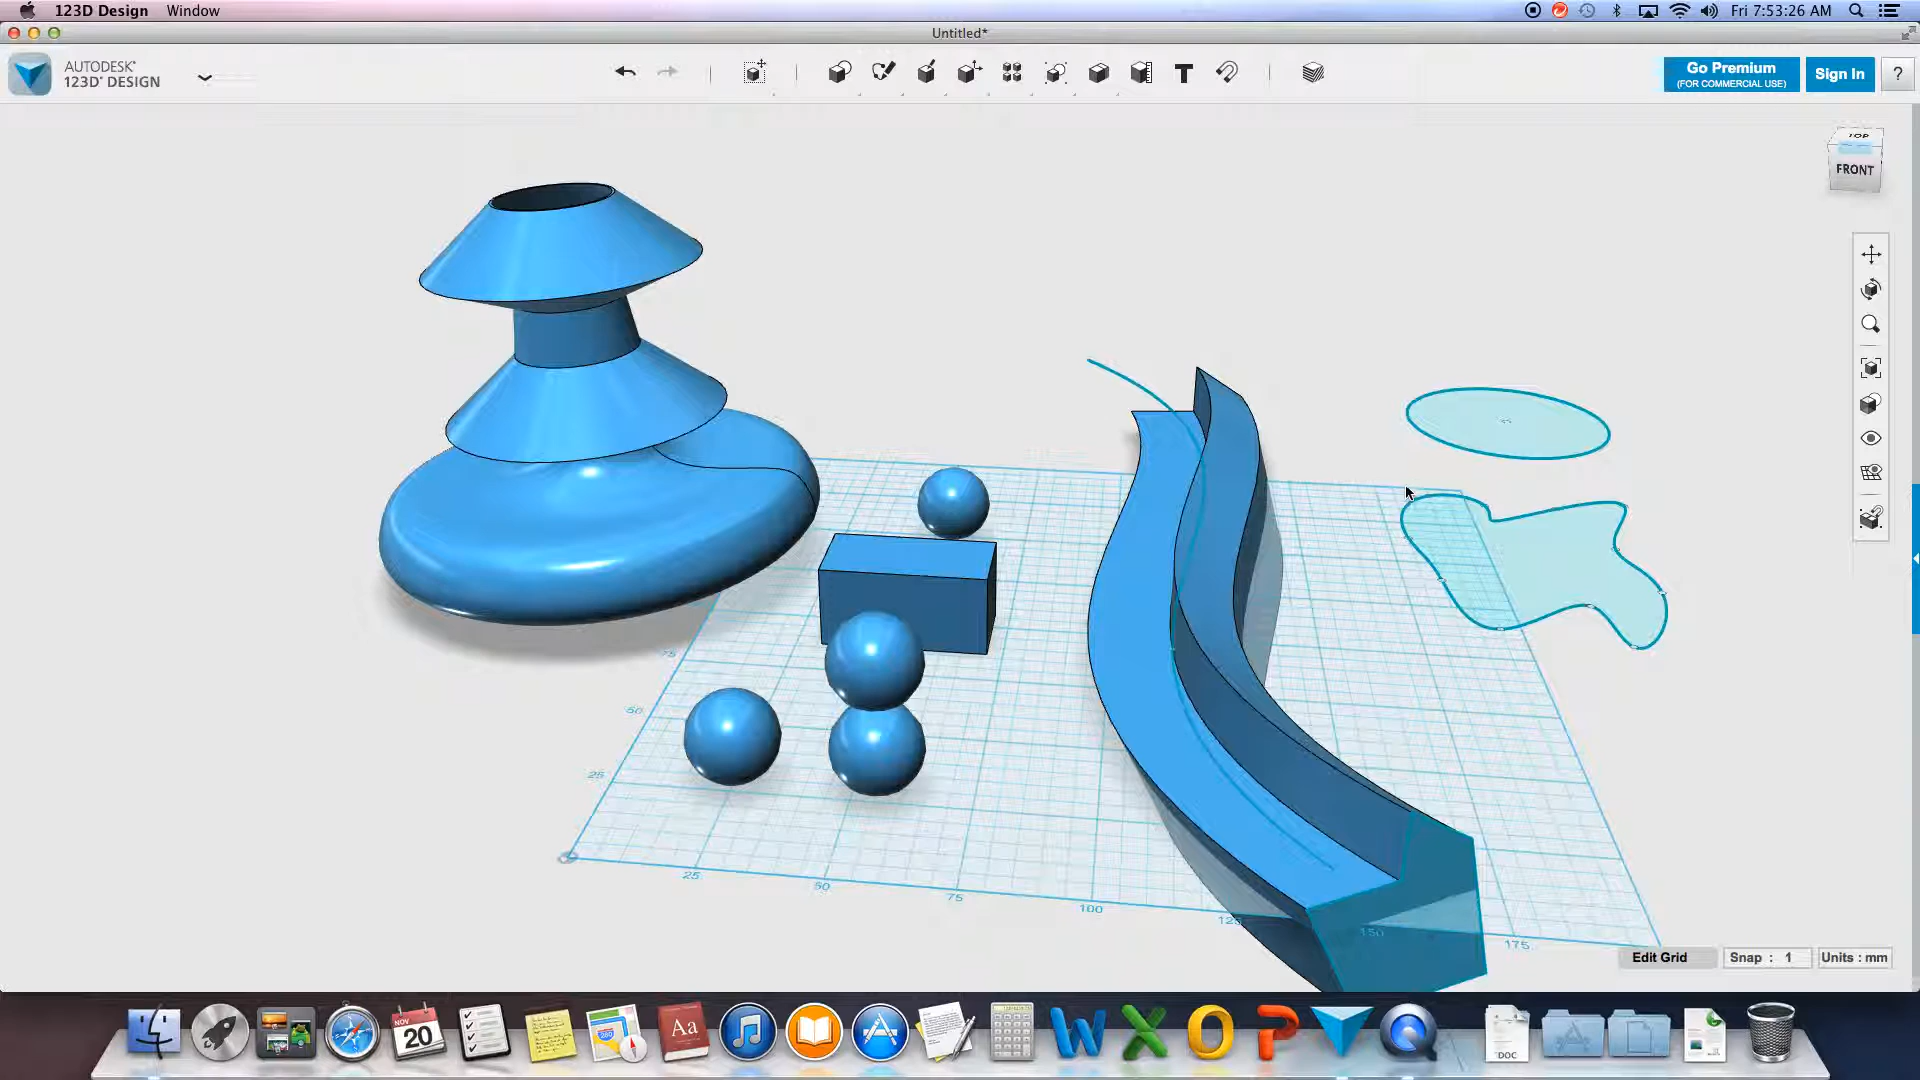 123D Design Window
Fri 7:53:26 AM
Untitled*
AUTODESK®
123D® DESIGN
T
Go Premium
(FOR COMMERCIAL USE)
Sign In
?
TOP
FRONT
75
50
25
25
50
75
100
125
150
175
Edit Grid
Snap : 1
Units : mm
NOV
20
Aa
W
X
O
P
DOC